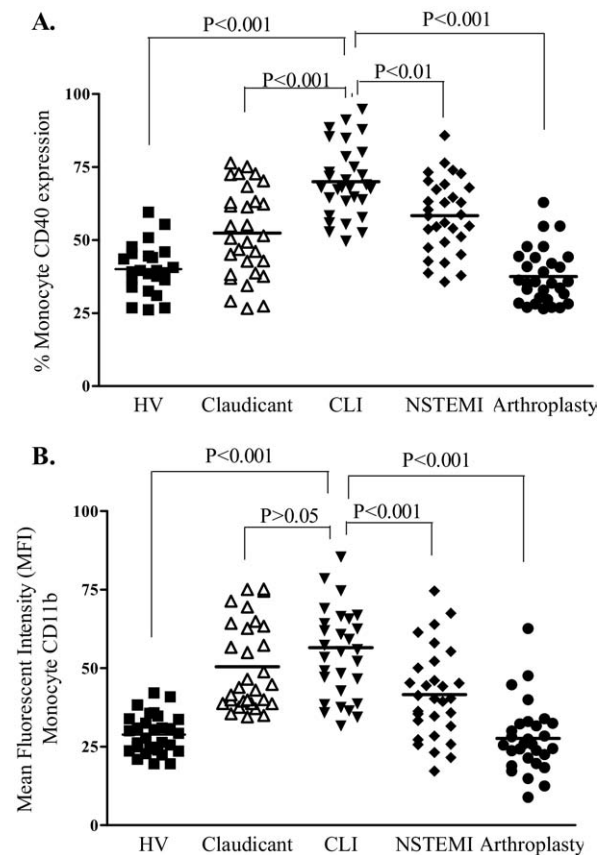 A.
P<0.001
P<0.001
P<0.001
P<0.01
100
75
50
25
0
% Monocyte CD40 expression
HV Claudicant CLI NSTEMI Arthroplasty
B.
P<0.001
P<0.001
P>0.05
P<0.001
100
75
50
25
0
Mean Fluorescent Intensity (MFI)
Monocyte CD11b
HV Claudicant CLI NSTEMI Arthroplasty